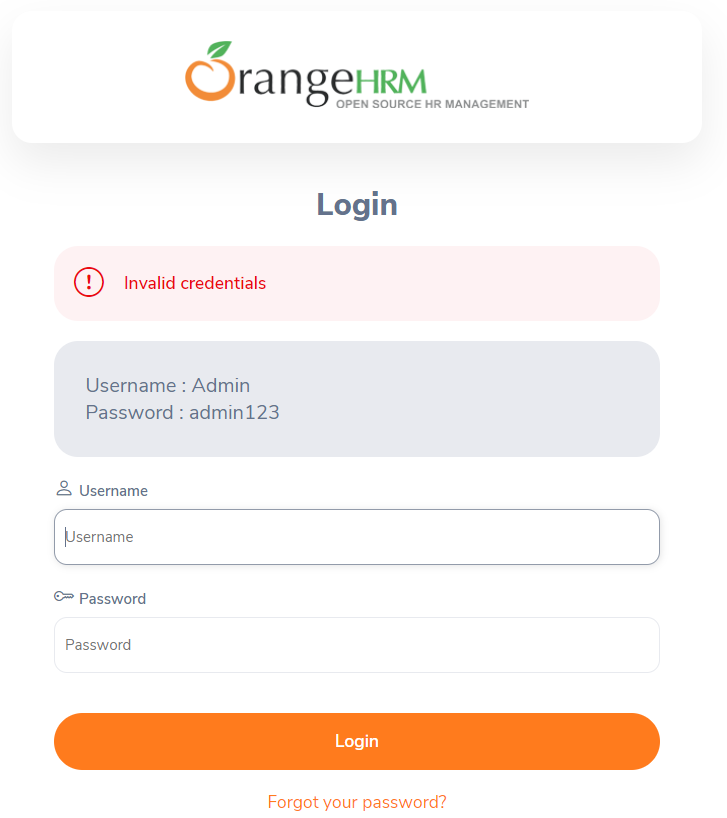 OrangeHRM
OPEN SOURCE HR MANAGEMENT
Login
Invalid credentials
Username : Admin
Password : admin123
Username
Username
Password
Password
Login
Forgot your password?